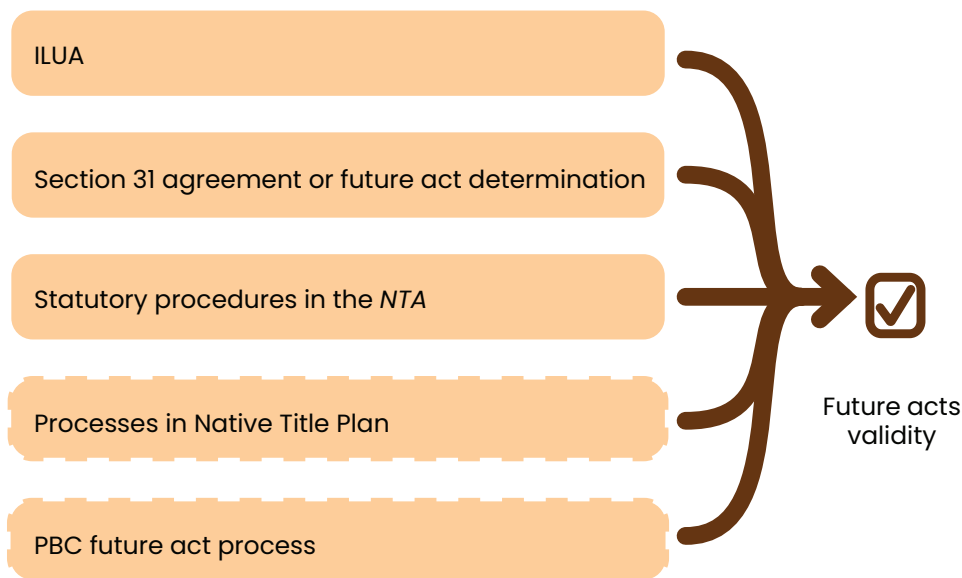 ILUA
Section 31 agreement or future act determination
Statutory procedures in the NTA
Processes in Native Title Plan
PBC future act process
Future acts
validity